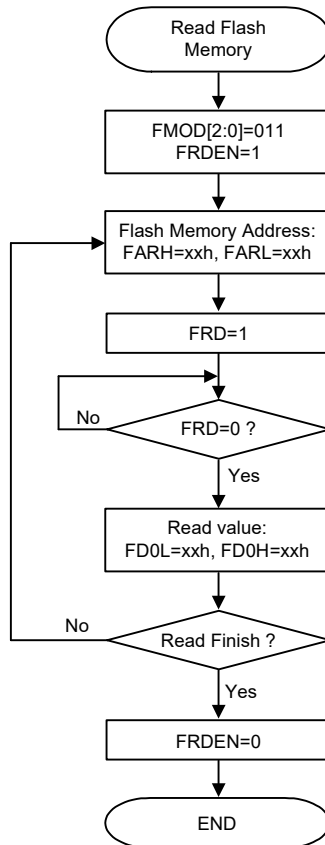 Read Flash
Memory
FMOD[2:0]=011
FRDEN=1
Flash Memory Address:
FARH=xxh, FARL=xxh
FRD=1
FRD=0 ?
No
Yes
Read value:
FD0L=xxh, FD0H=xxh
Read Finish ?
No
Yes
FRDEN=0
END